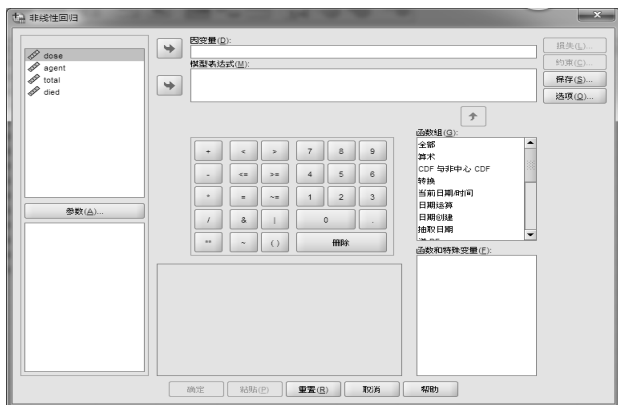 非线性回归
dose
agent
total
died
参数(A)...
因变量(D):
模型表达式(M):
损失(L)...
约束(C)...
保存(S)...
选项(O)...
+ < > 7 8 9
- <= >= 4 5 6
* = ~= 1 2 3
/ & | 0 .
** ~ ( ) 删除
函数组(G):
全部
算术
CDF 与非中心 CDF
转换
当前日期/时间
日期运算
日期创建
抽取日期
函数和特殊变量(F):
确定 粘贴(P) 重置(R) 取消 帮助